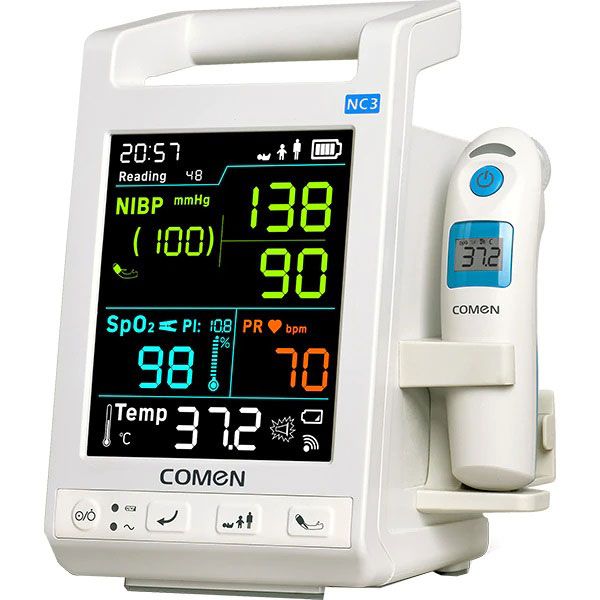 NC3
20:57
Reading 48
NIBP mmHg 138
(100)
90
SpO₂ PI: 10.8 PR bpm
98 % 70
Temp 37.2
°C
COMEN
37.2
COMEN